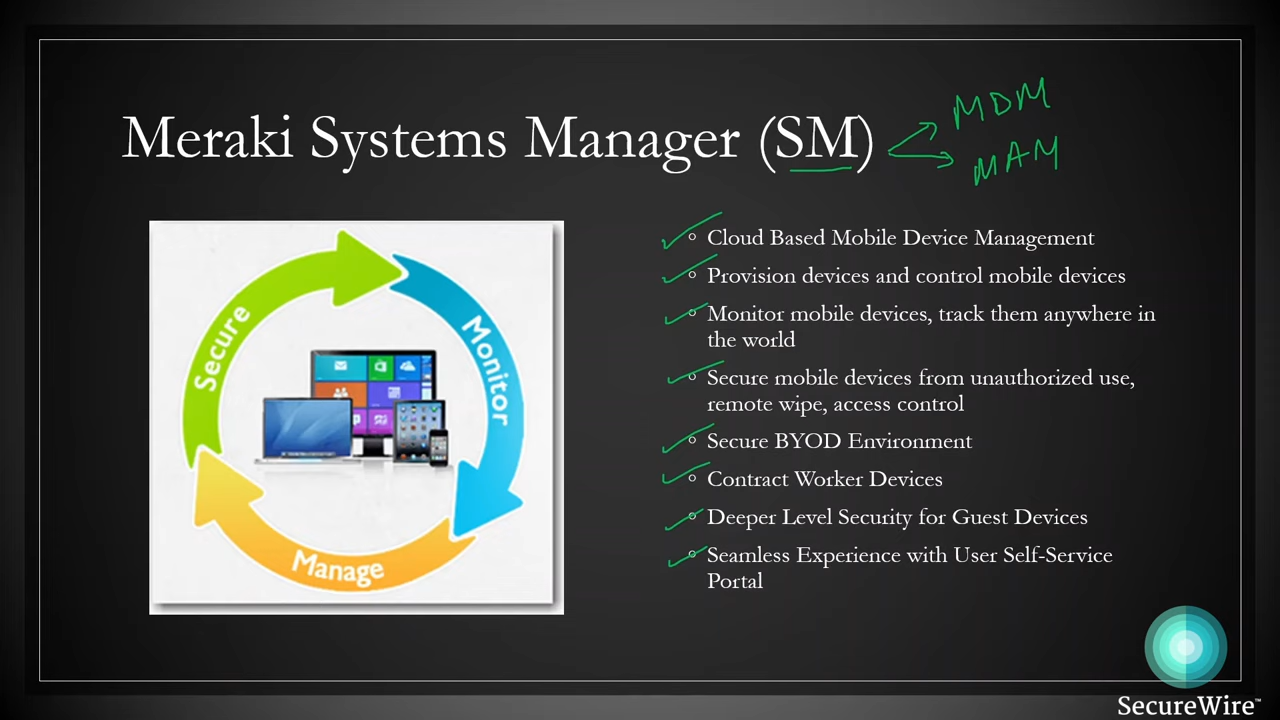 Meraki Systems Manager (SM)
MDM
MAM
Secure
Monitor
Manage
Cloud Based Mobile Device Management
Provision devices and control mobile devices
Monitor mobile devices, track them anywhere in
the world
Secure mobile devices from unauthorized use,
remote wipe, access control
Secure BYOD Environment
Contract Worker Devices
Deeper Level Security for Guest Devices
Seamless Experience with User Self-Service
Portal
SecureWire™